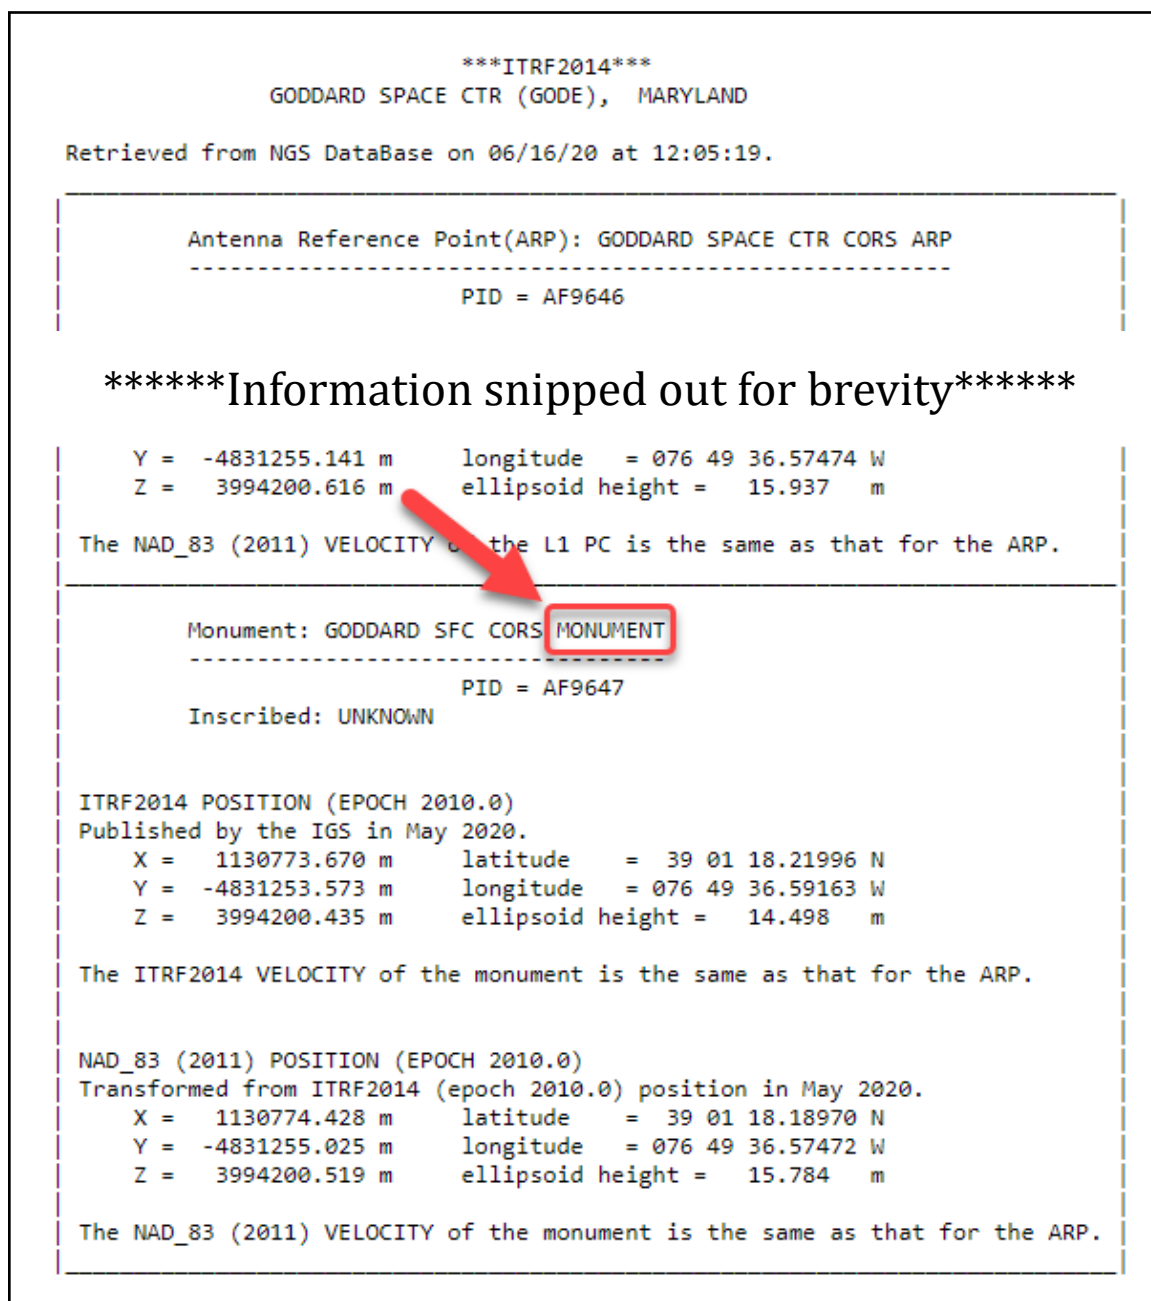 ***ITRF2014***
GODDARD SPACE CTR (GODE), MARYLAND
Retrieved from NGS DataBase on 06/16/20 at 12:05:19.
Antenna Reference Point(ARP): GODDARD SPACE CTR CORS ARP
--------------------------------------------------------
PID = AF9646
******Information snipped out for brevity******
Y = -4831255.141 m longitude = 076 49 36.57474 W
Z = 3994200.616 m ellipsoid height = 15.937 m
The NAD_83 (2011) VELOCITY the L1 PC is the same as that for the ARP.
Monument: GODDARD SFC CORS MONUMENT
-----------------------------------
PID = AF9647
Inscribed: UNKNOWN
ITRF2014 POSITION (EPOCH 2010.0)
Published by the IGS in May 2020.
X = 1130773.670 m latitude = 39 01 18.21996 N
Y = -4831253.573 m longitude = 076 49 36.59163 W
Z = 3994200.435 m ellipsoid height = 14.498 m
The ITRF2014 VELOCITY of the monument is the same as that for the ARP.
NAD_83 (2011) POSITION (EPOCH 2010.0)
Transformed from ITRF2014 (epoch 2010.0) position in May 2020.
X = 1130774.428 m latitude = 39 01 18.18970 N
Y = -4831255.025 m longitude = 076 49 36.57472 W
Z = 3994200.519 m ellipsoid height = 15.784 m
The NAD_83 (2011) VELOCITY of the monument is the same as that for the ARP.